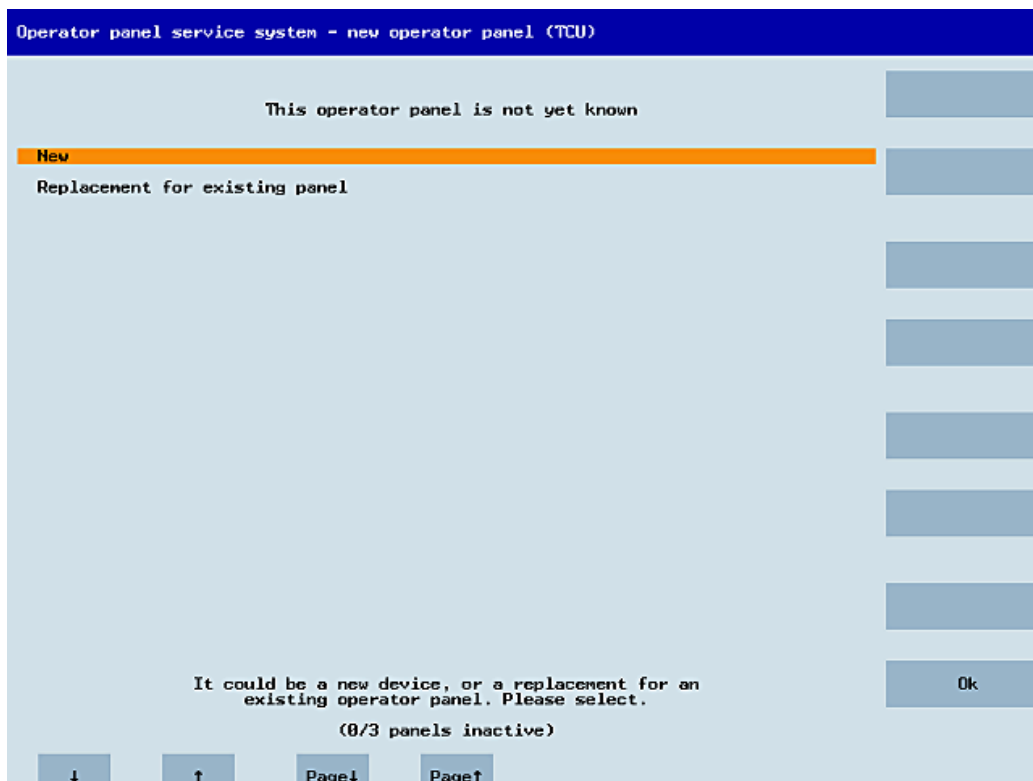 Operator panel service system - new operator panel (TCU)
This operator panel is not yet known
New
Replacement for existing panel
It could be a new device, or a replacement for an
existing operator panel. Please select.
(0/3 panels inactive)
Ok
↓ ↑ Page↓ Page↑